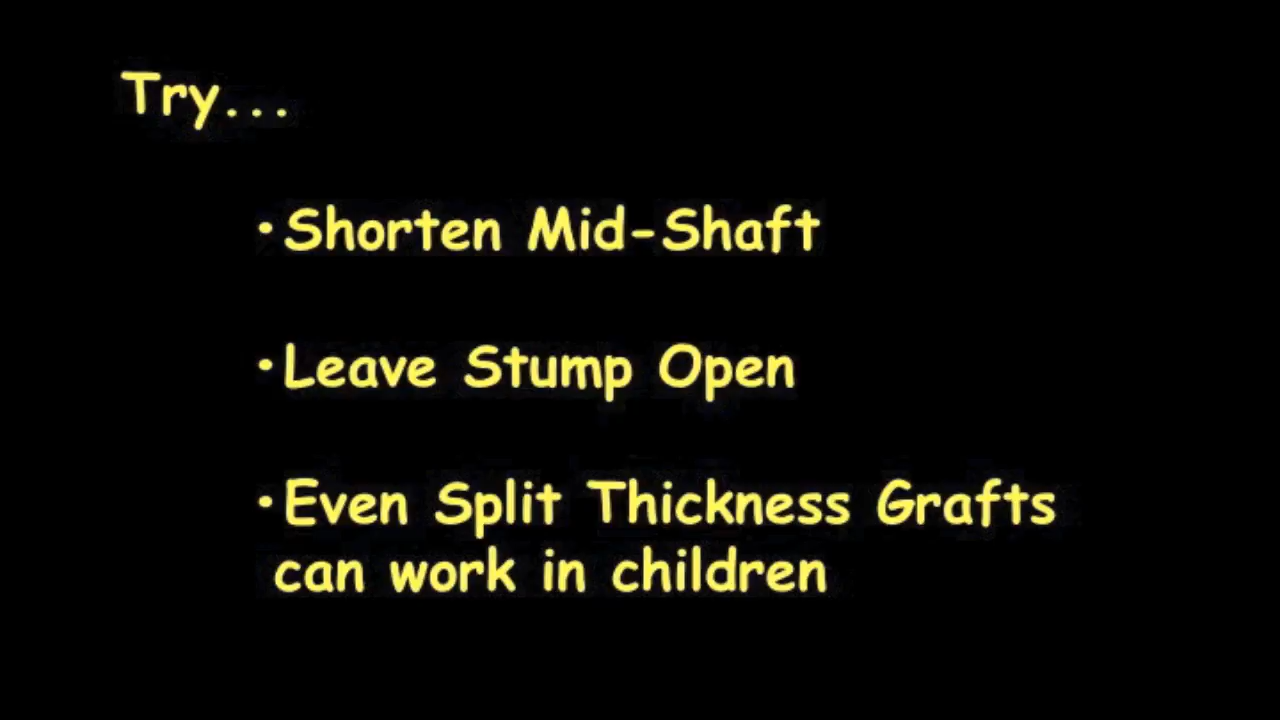 Try...
•Shorten Mid-Shaft
•Leave Stump Open
•Even Split Thickness Grafts
can work in children